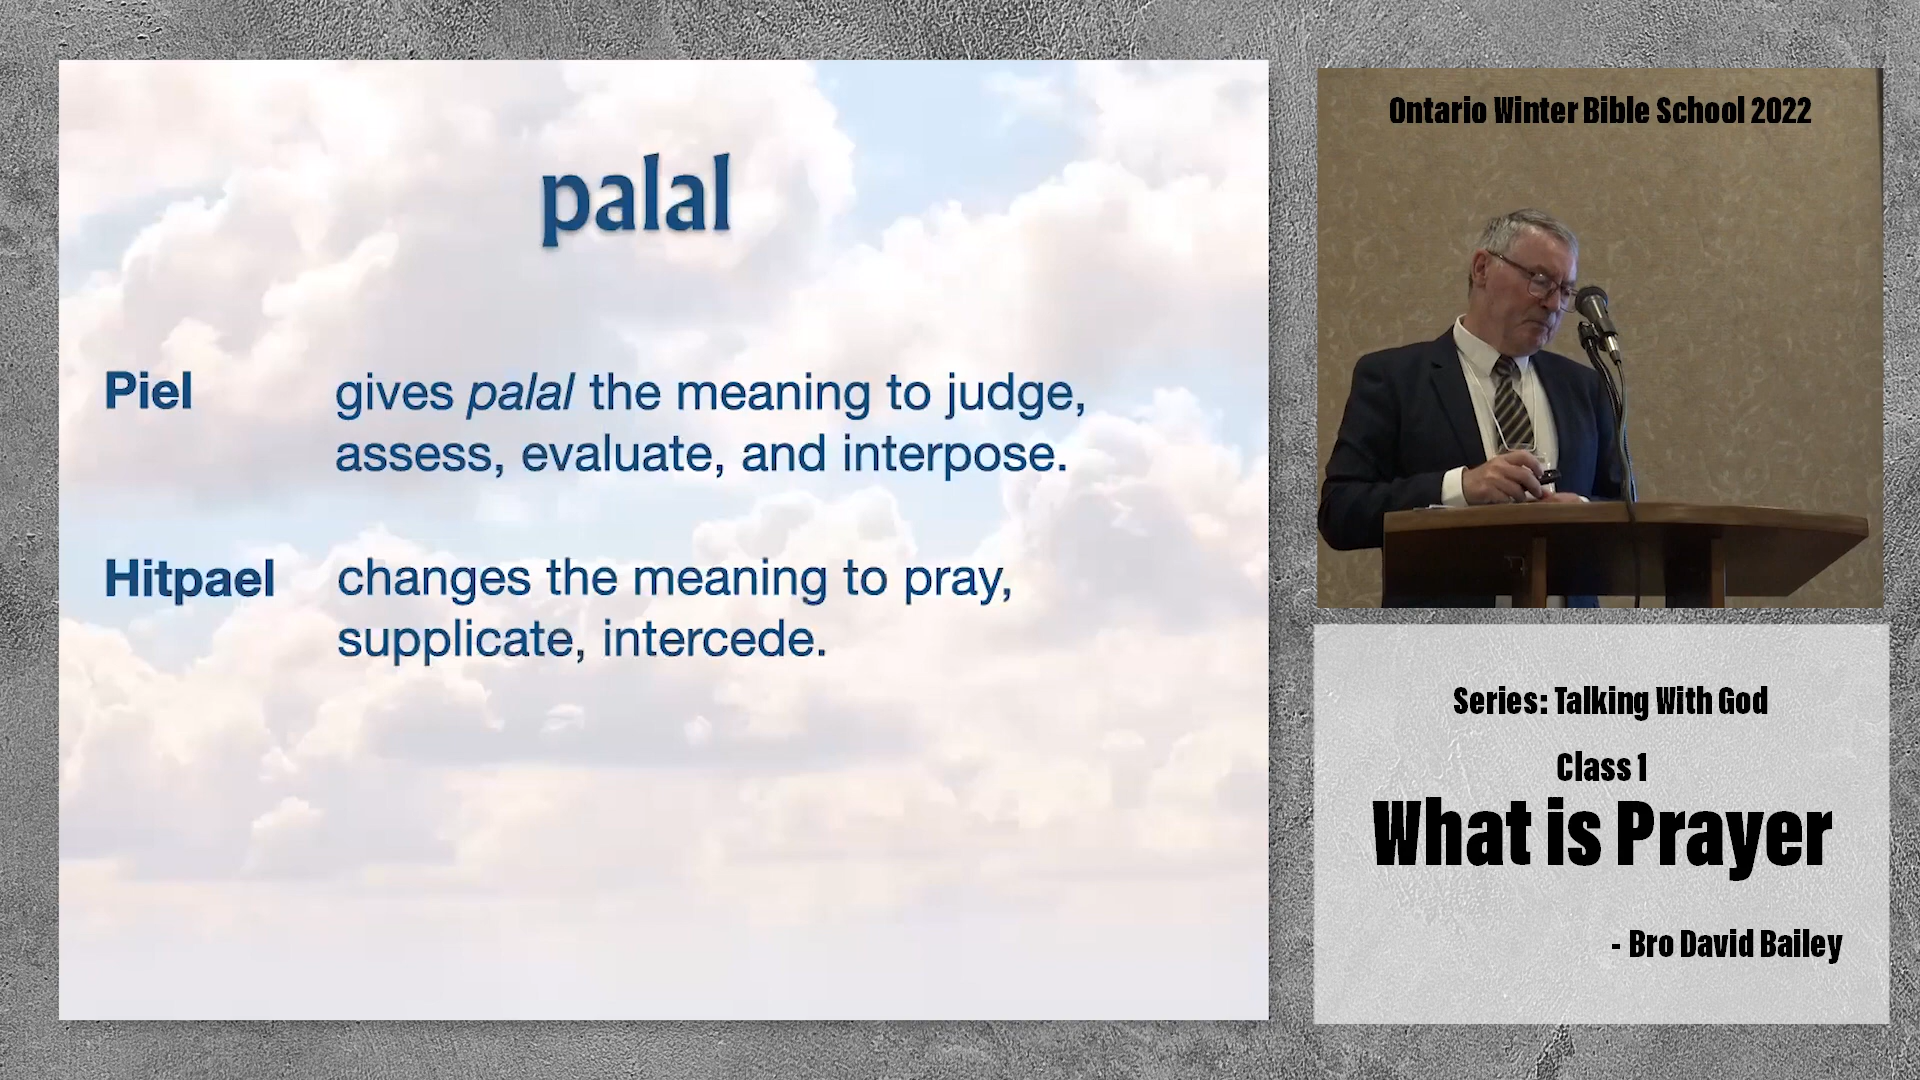 palal
Piel gives palal the meaning to judge,
assess, evaluate, and interpose.
Hitpael changes the meaning to pray,
supplicate, intercede.
Ontario Winter Bible School 2022
Series: Talking With God
Class 1
What is Prayer
- Bro David Bailey